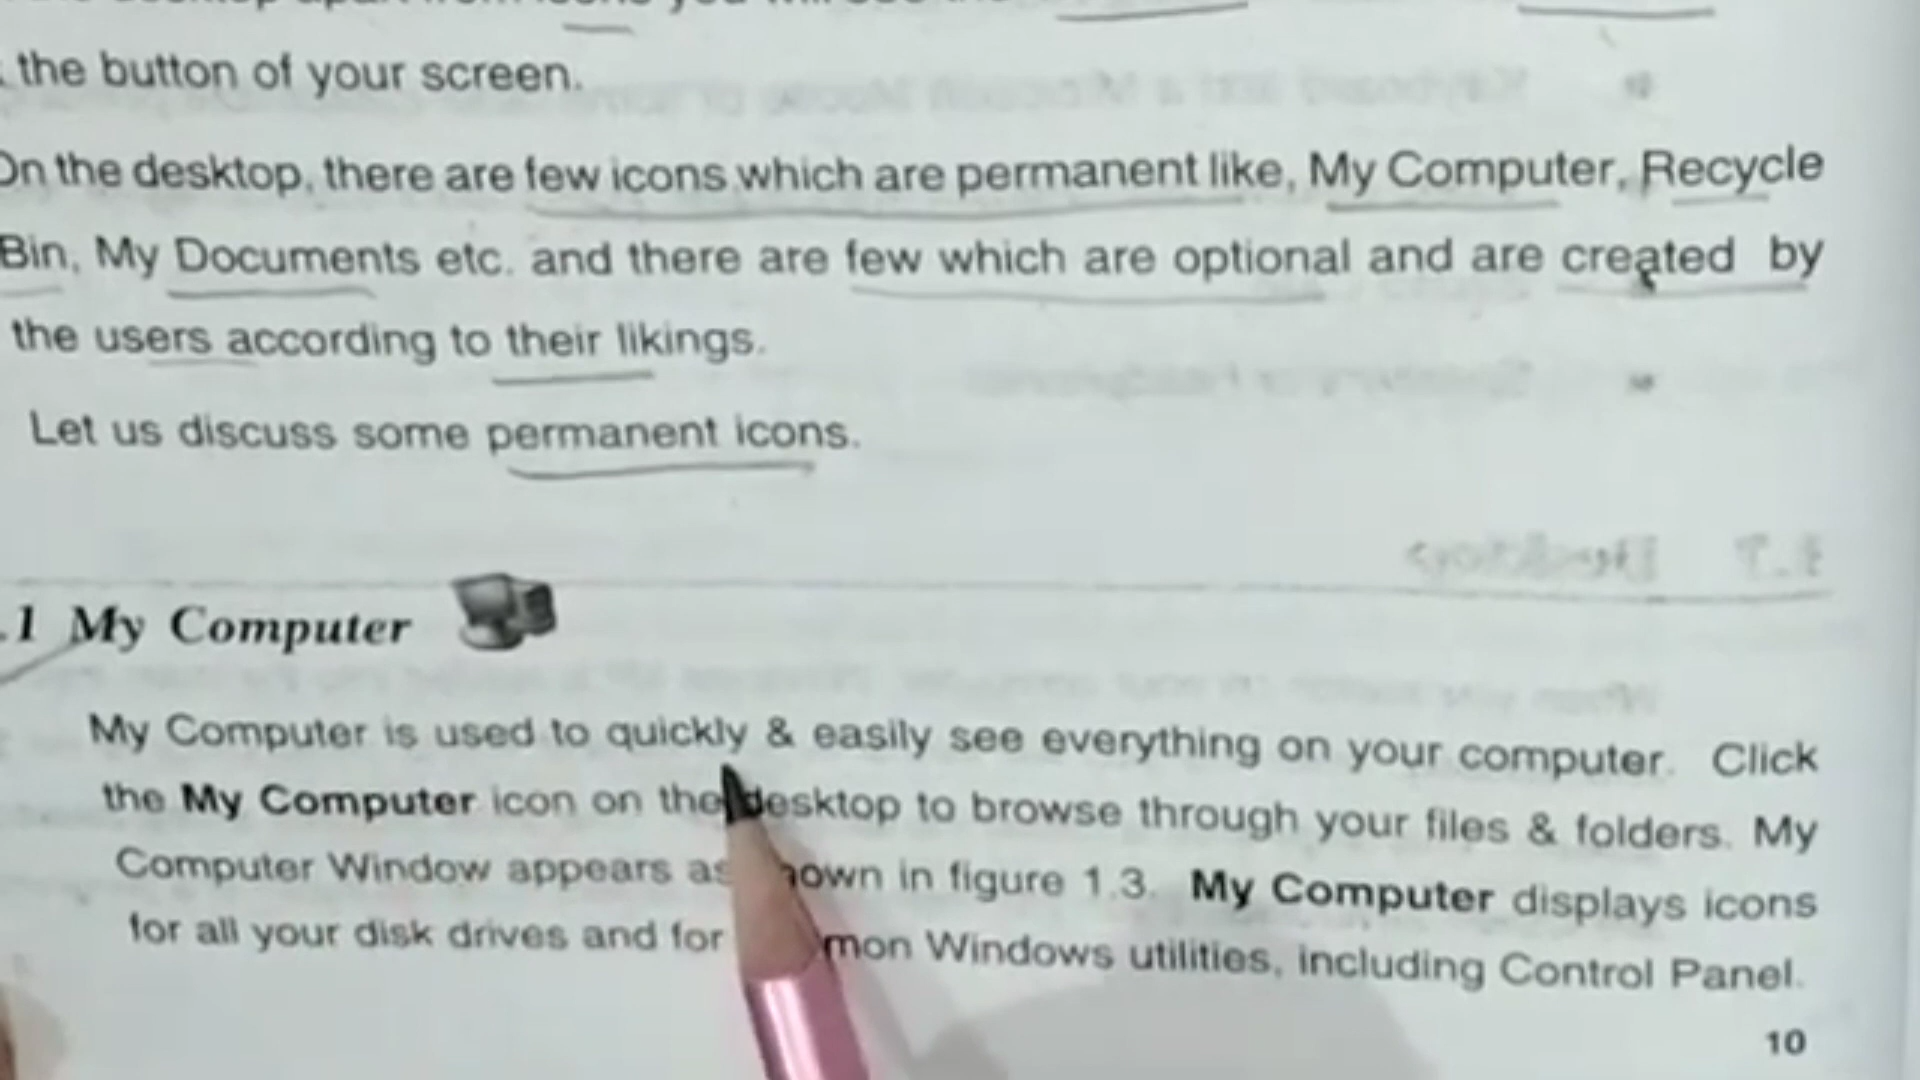 the button of your screen.
On the desktop, there are few icons which are permanent like, My Computer, Recycle
Bin, My Documents etc. and there are few which are optional and are created by
the users according to their likings.
Let us discuss some permanent icons.
.1 My Computer
My Computer is used to quickly & easily see everything on your computer. Click
the My Computer icon on the desktop to browse through your files & folders. My
Computer Window appears as hown in figure 1.3. My Computer displays icons
for all your disk drives and for mon Windows utilities, including Control Panel.
10